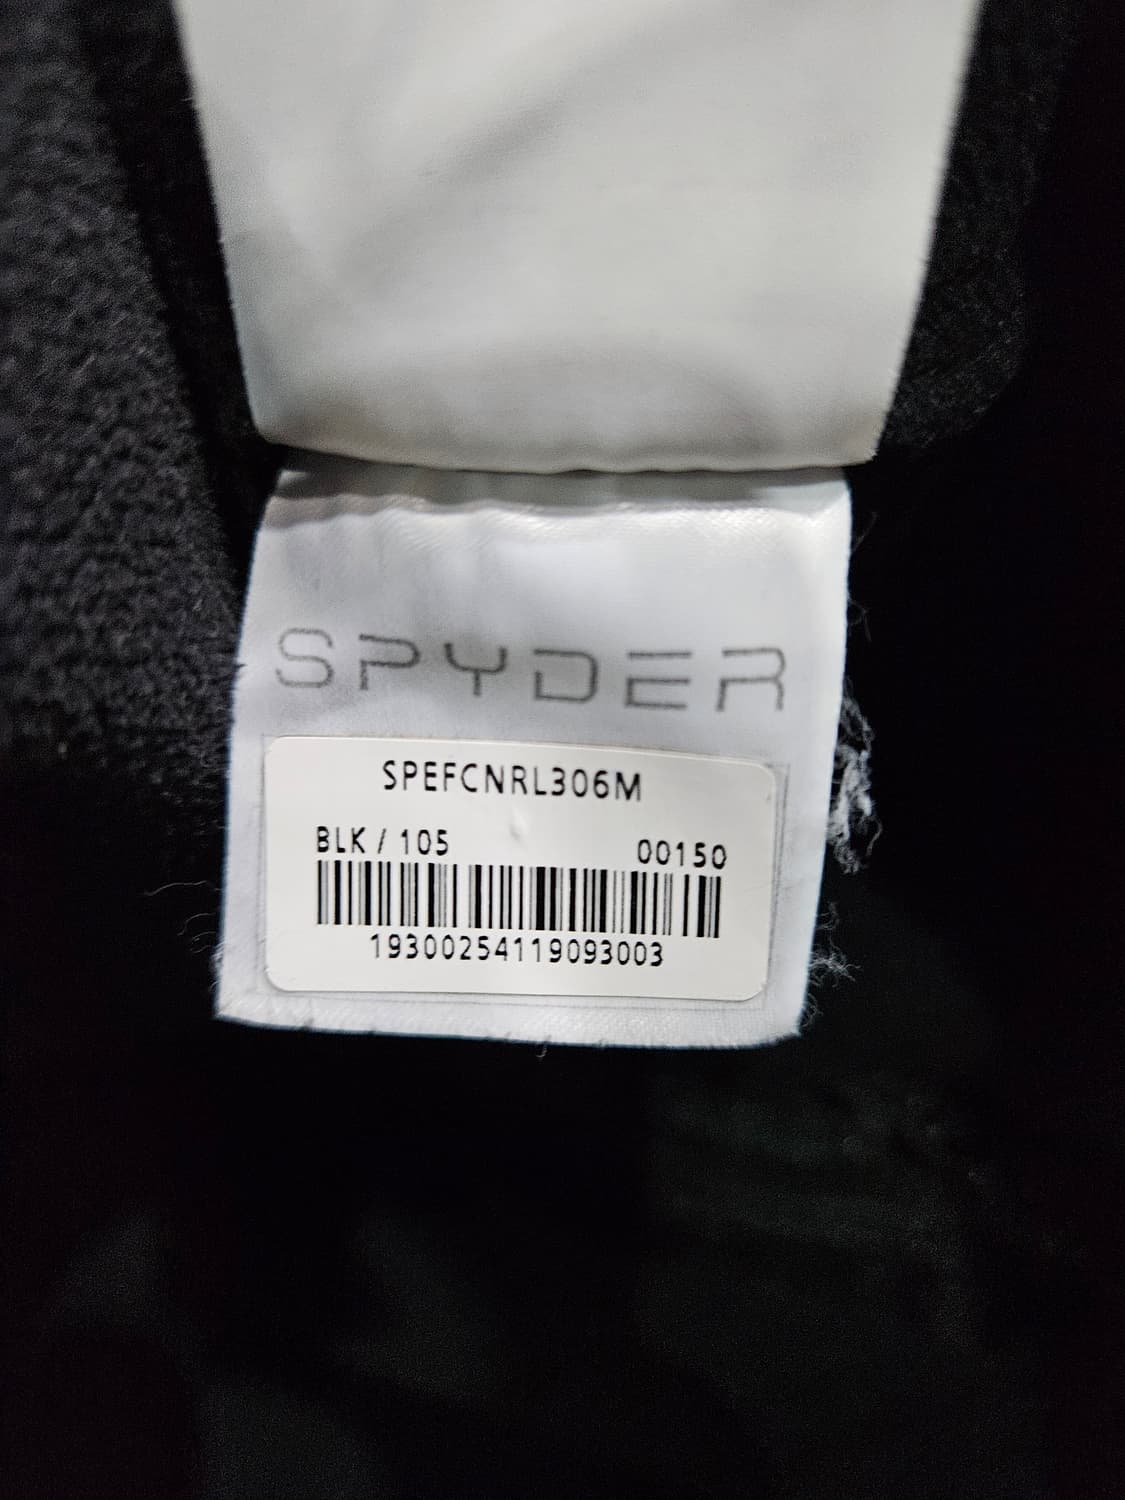 SPYDER
SPEFCNRL306M
BLK / 105 00150
19300254119093003